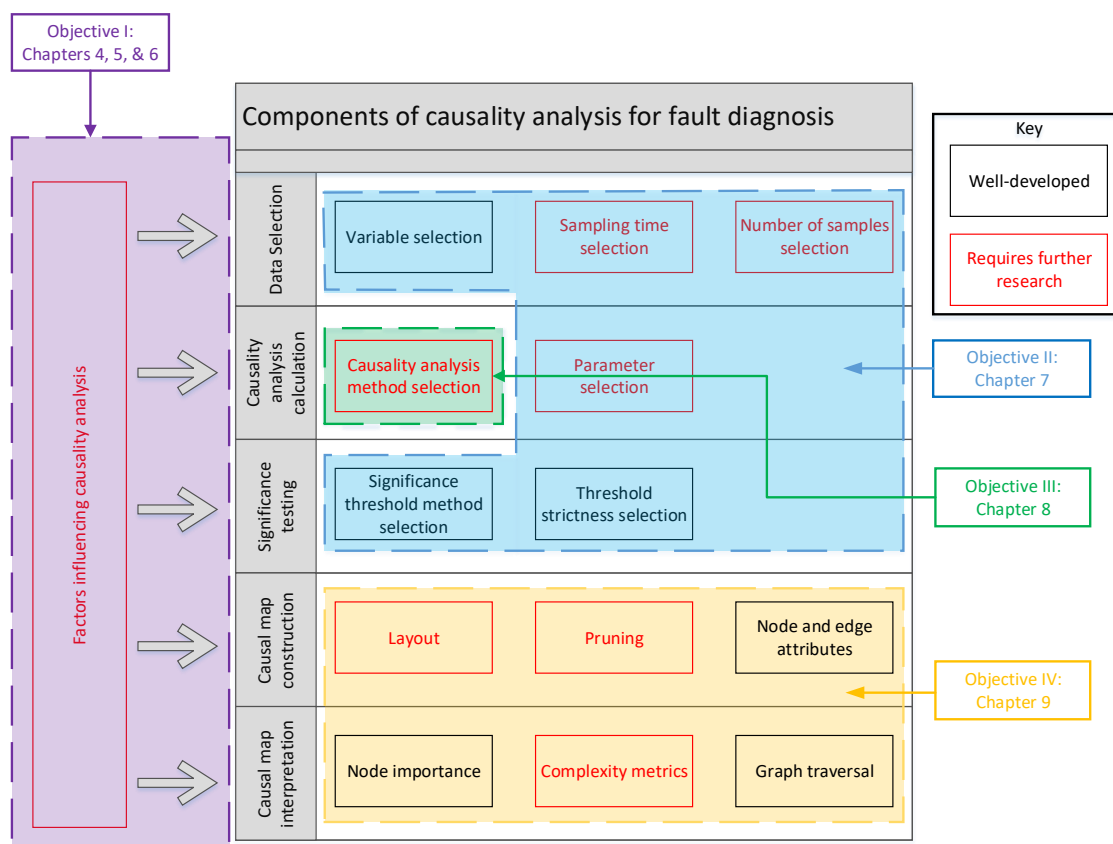 Objective I:
Chapters 4, 5, & 6
Components of causality analysis for fault diagnosis
Key
Well-developed
Requires further
research
Factors influencing causality analysis
Data Selection
Variable selection
Sampling time
selection
Number of samples
selection
Causality
analysis
calculation
Causality analysis
method selection
Parameter
selection
Objective II:
Chapter 7
Significance
testing
Significance
threshold method
selection
Threshold
strictness selection
Objective III:
Chapter 8
Causal map
construction
Layout
Pruning
Node and edge
attributes
Objective IV:
Chapter 9
Causal map
interpretation
Node importance
Complexity metrics
Graph traversal